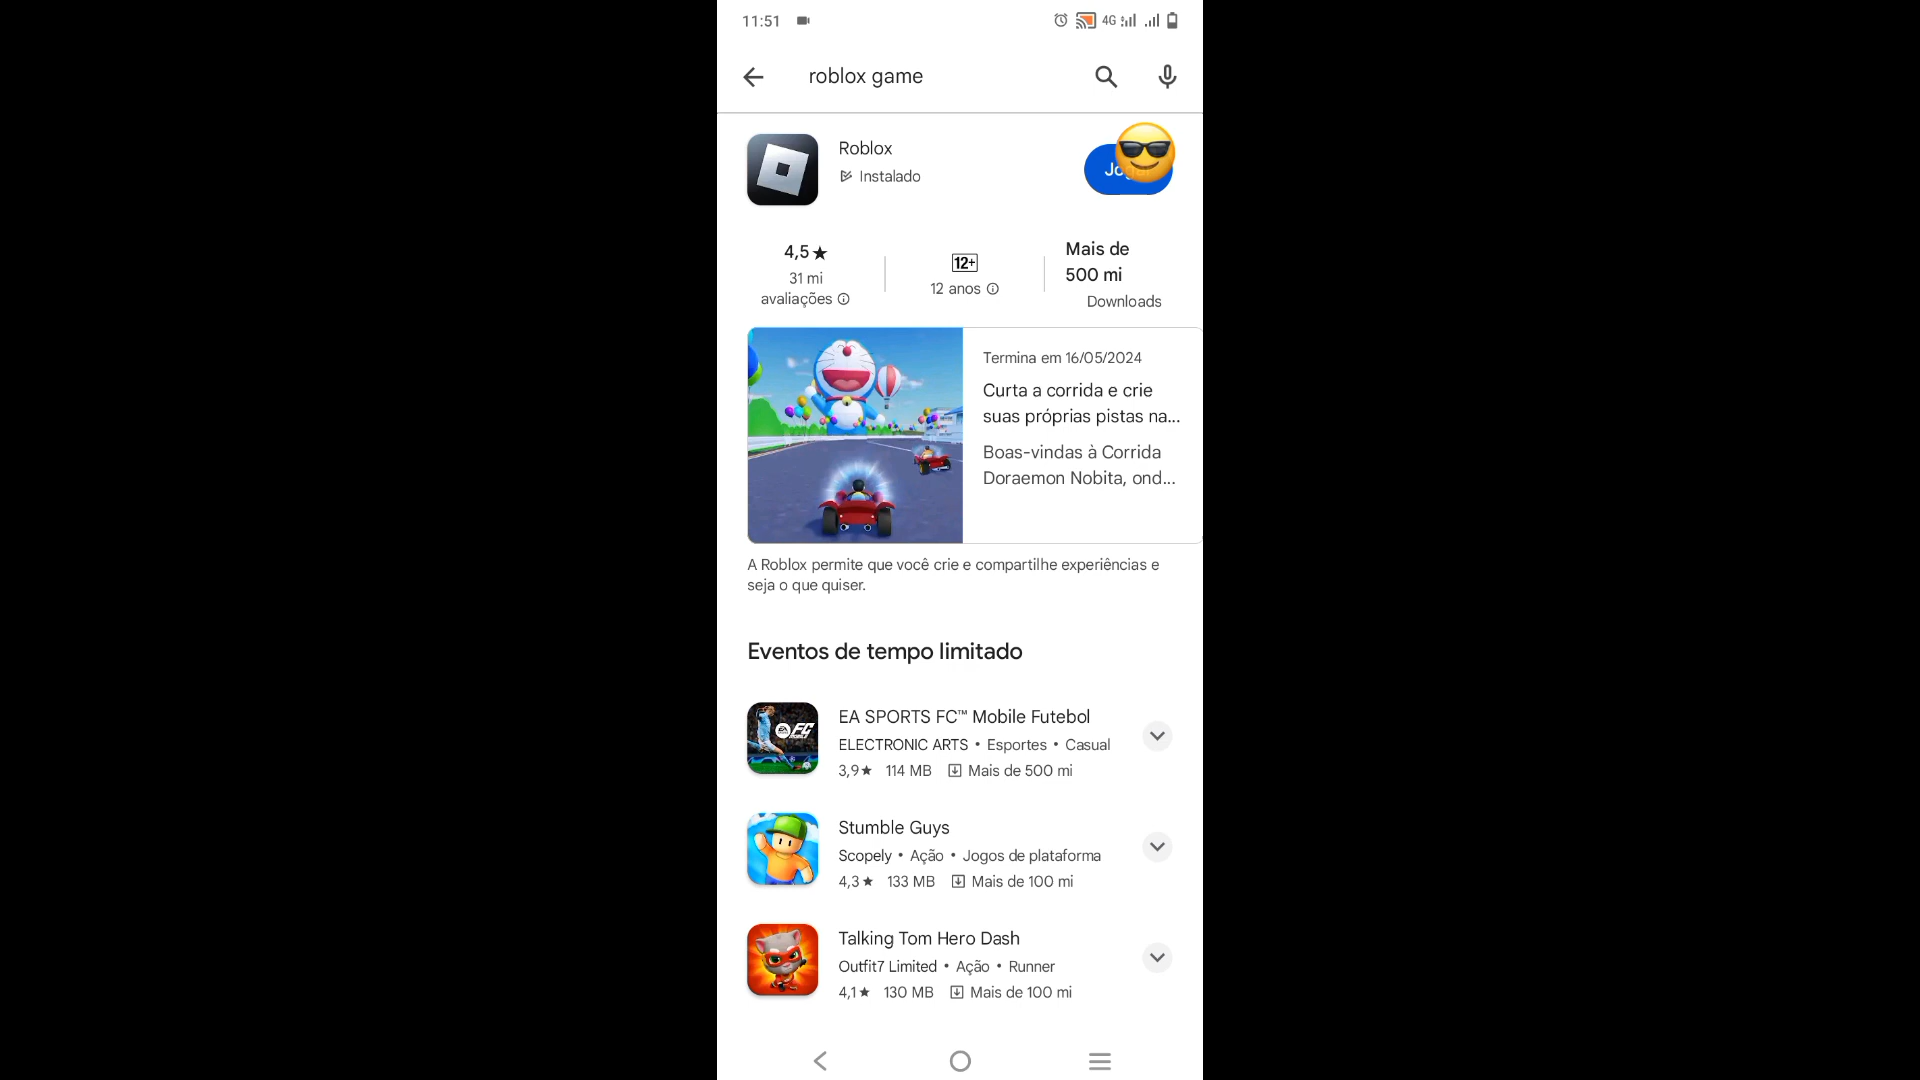 11:51
4G
roblox game
Roblox
Instalado
4,5★
31 mi
avaliações
12+
12 anos
Mais de
500 mi
Downloads
Termina em 16/05/2024
Curta a corrida e crie
suas próprias pistas na...
Boas-vindas à Corrida
Doraemon Nobita, ond...
A Roblox permite que você crie e compartilhe experiências e
seja o que quiser.
Eventos de tempo limitado
EA SPORTS FC™ Mobile Futebol
ELECTRONIC ARTS • Esportes • Casual
3,9★ 114 MB Mais de 500 mi
Stumble Guys
Scopely • Ação • Jogos de plataforma
4,3★ 133 MB Mais de 100 mi
Talking Tom Hero Dash
Outfit7 Limited • Ação • Runner
4,1★ 130 MB Mais de 100 mi